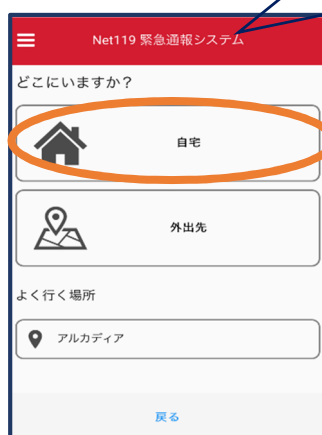 Net119 緊急通報システム
どこにいますか？
自宅
外出先
よく行く場所
アルカディア
戻る